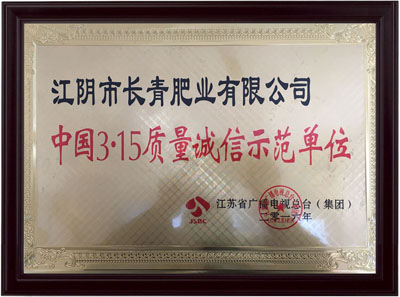 江阴市长青肥业有限公司
中国3·15质量诚信示范单位
JSBC
江苏省广播电视总台(集团)
二零一六年